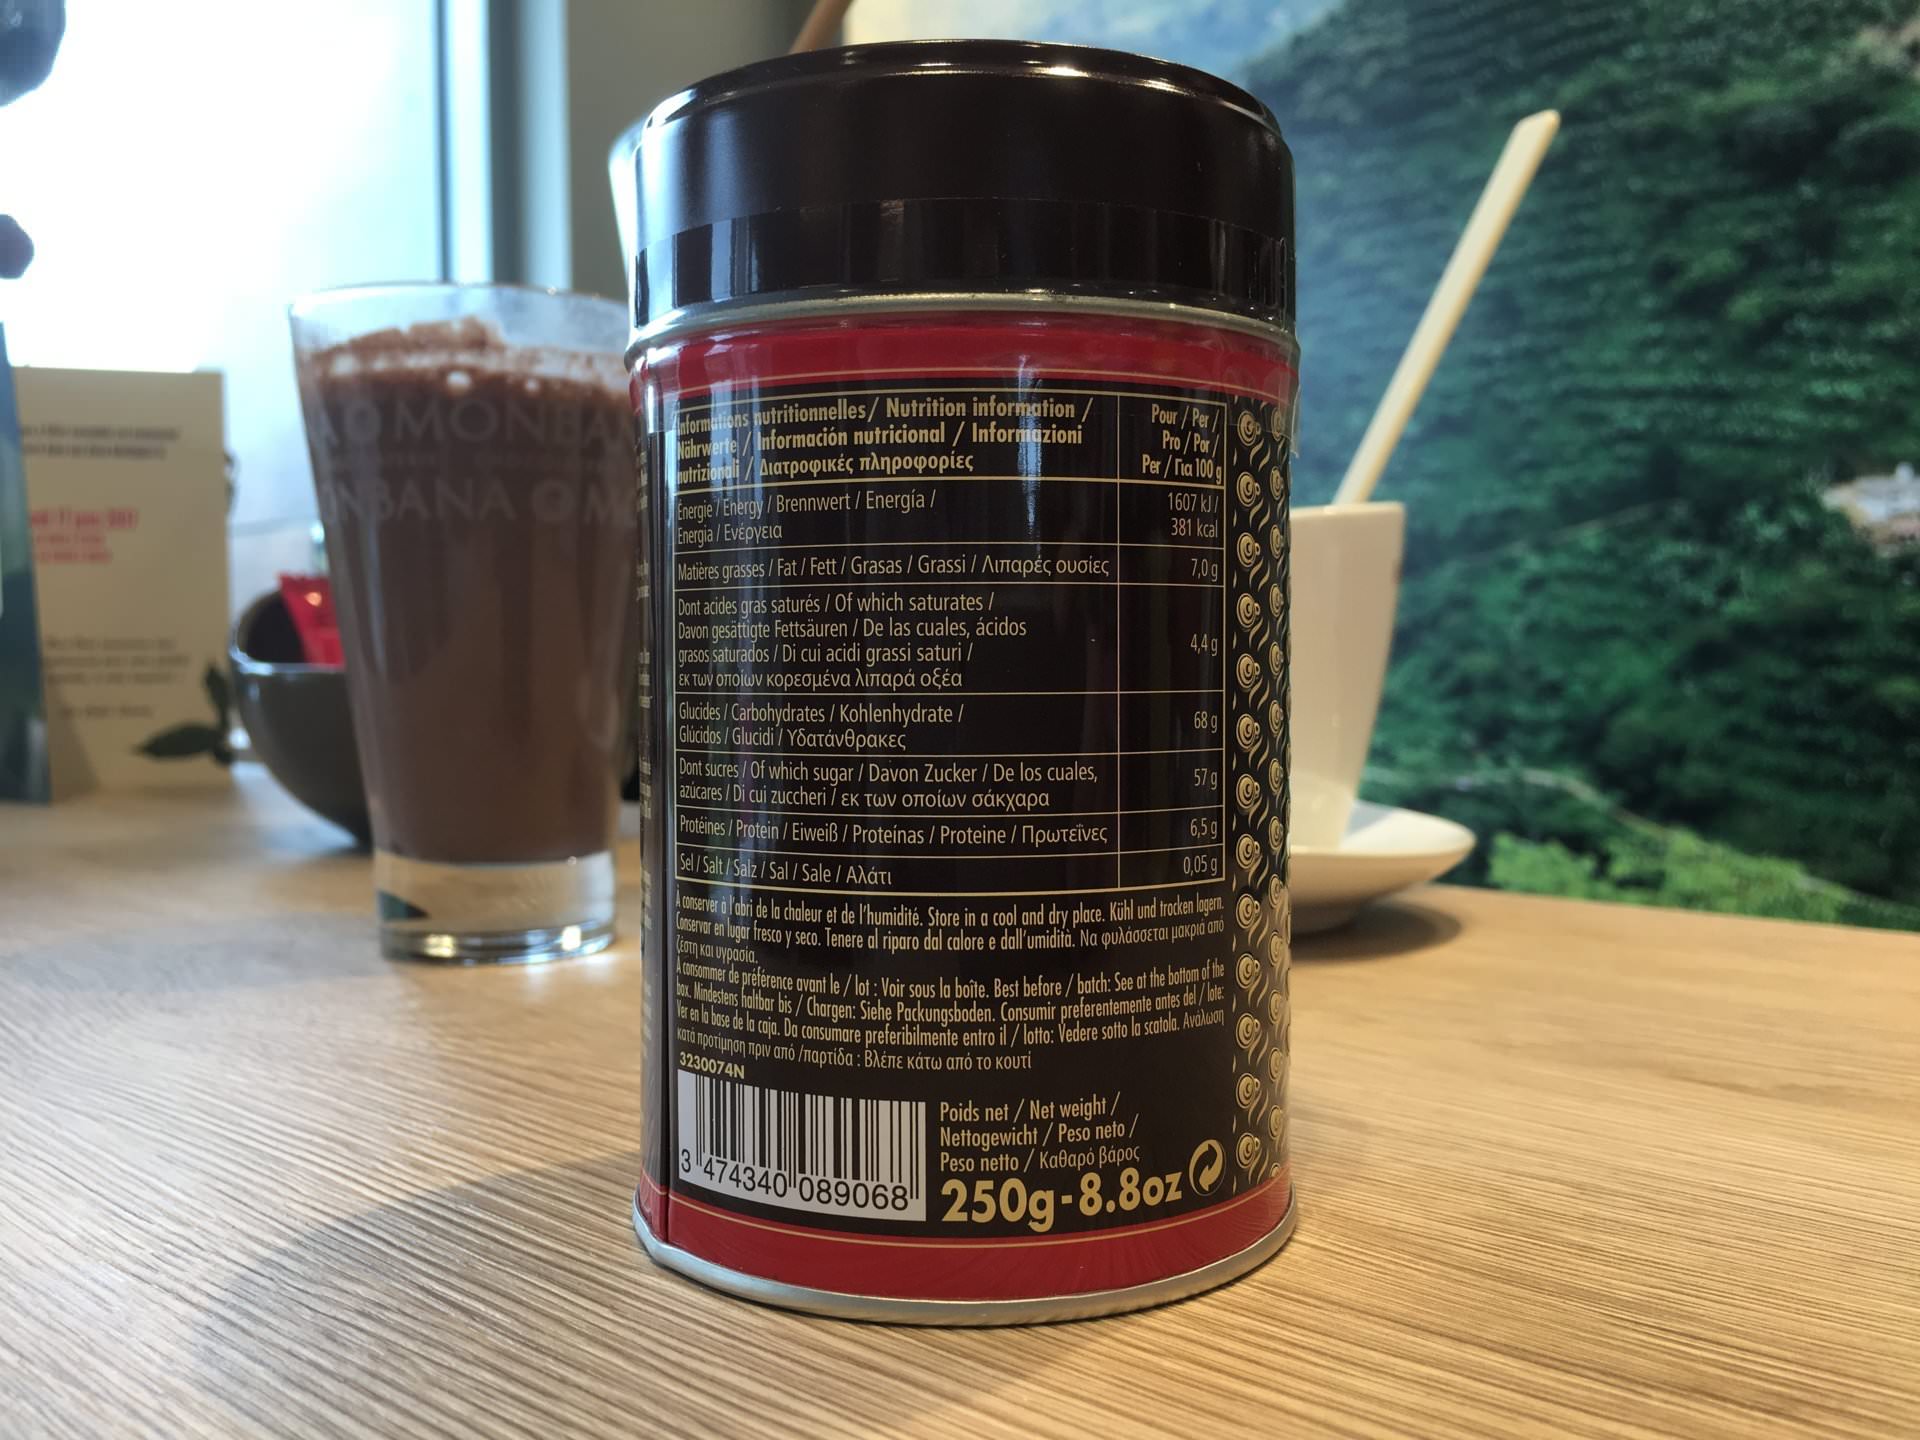 MONBA
NBANA
Informations nutritionnelles / Nutrition information /
Nährwerte / Información nutricional / Informazioni
nutrizionali / Διατροφικές πληροφορίες
Pour / Per /
Pro / Por /
Per / Για 100 g
Energie / Energy / Brennwert / Energía /
Energia / Ενέργεια
1607 kJ /
381 kcal
Matières grasses / Fat / Fett / Grasas / Grassi / Λιπαρές ουσίες
7,0 g
Dont acides gras saturés / Of which saturates /
Davon gesättigte Fettsäuren / De las cuales, ácidos
grasos saturados / Di cui acidi grassi saturi /
εκ των οποίων κορεσμένα λιπαρά οξέα
4,4 g
Glucides / Carbohydrates / Kohlenhydrate /
Glúcidos / Glucidi / Υδατάνθρακες
68 g
Dont sucres / Of which sugar / Davon Zucker / De los cuales,
azúcares / Di cui zuccheri / εκ των οποίων σάκχαρα
57 g
Protéines / Protein / Eiweiß / Proteínas / Proteine / Πρωτεΐνες
6,5 g
Sel / Salt / Salz / Sal / Sale / Αλάτι
0,05 g
À conserver à l'abri de la chaleur et de l'humidité. Store in a cool and dry place. Kühl und trocken lagern.
Conservar en lugar fresco y seco. Tenere al riparo dal calore e dall'umidità. Να φυλάσσεται μακριά από
ζέστη και υγρασία.
À consommer de préférence avant le / lot : Voir sous la boîte. Best before / batch: See at the bottom of the
box. Mindestens haltbar bis / Chargen: Siehe Packungsboden. Consumir preferentemente antes del / lote:
Ver en la base de la caja. Da consumare preferibilmente entro il / lotto: Vedere sotto la scatola. Ανάλωση
κατά προτίμηση πριν από /παρτίδα : Βλέπε κάτω από το κουτί
3230074N
3 474340 089068
Poids net / Net weight /
Nettogewicht / Peso neto /
Peso netto / Καθαρό βάρος
250g-8.8oz